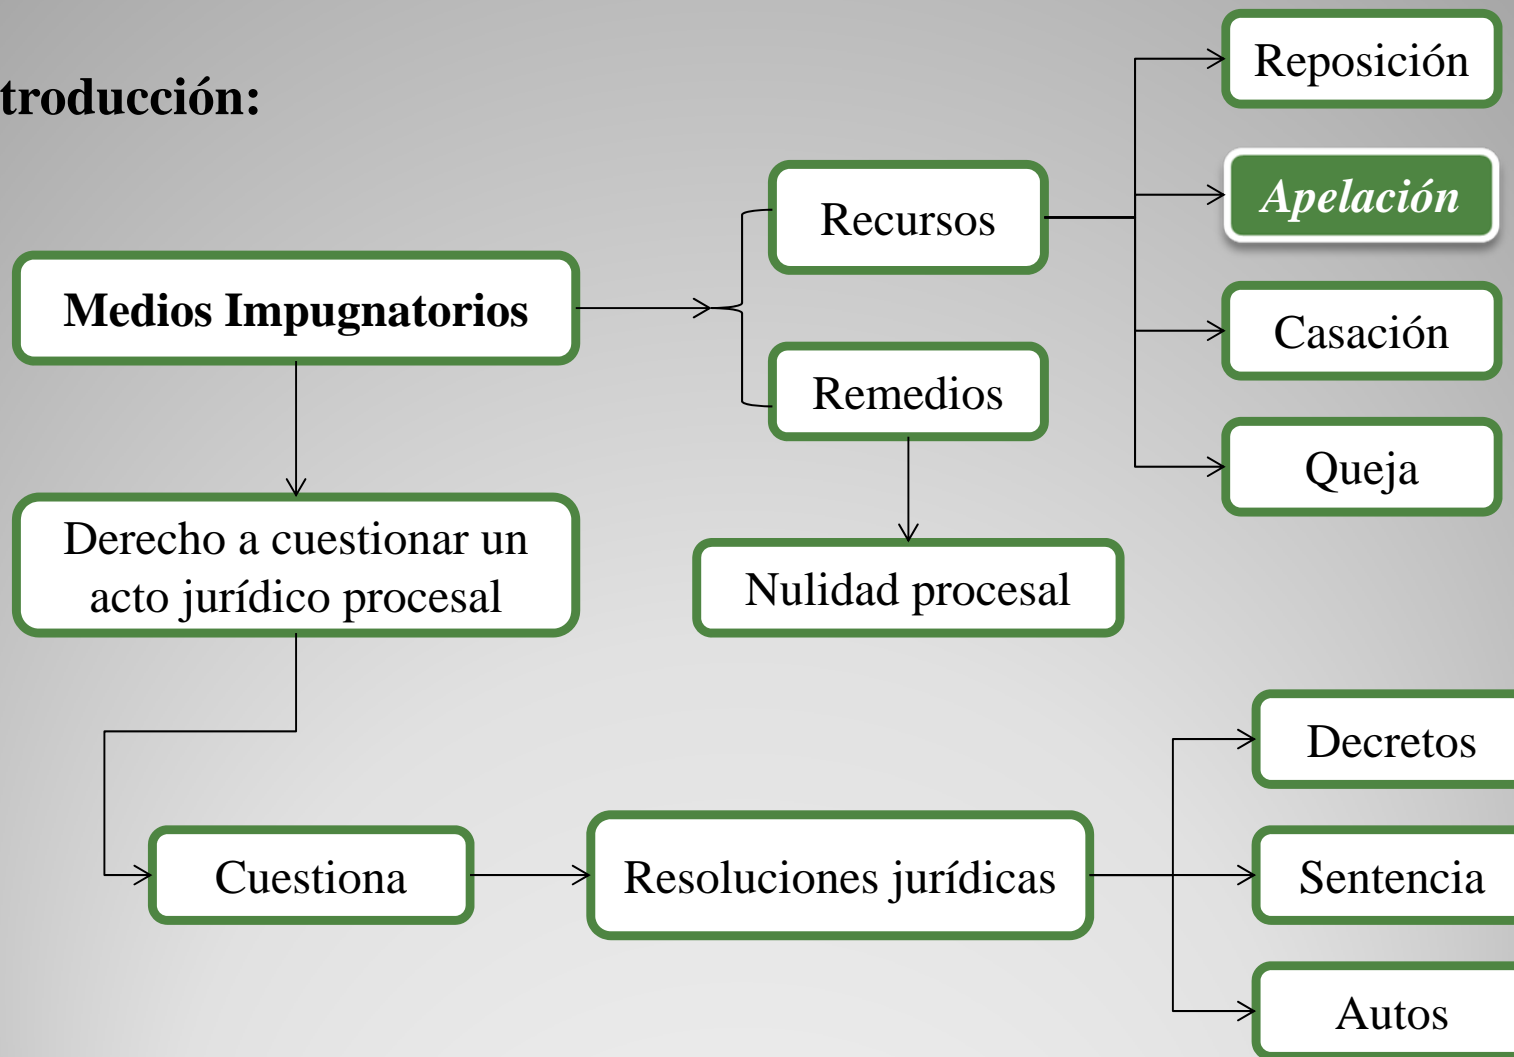 troducción:
Medios Impugnatorios
Recursos
Remedios
Reposición
Apelación
Casación
Queja
Derecho a cuestionar un
acto jurídico procesal
Nulidad procesal
Cuestiona
Resoluciones jurídicas
Decretos
Sentencia
Autos